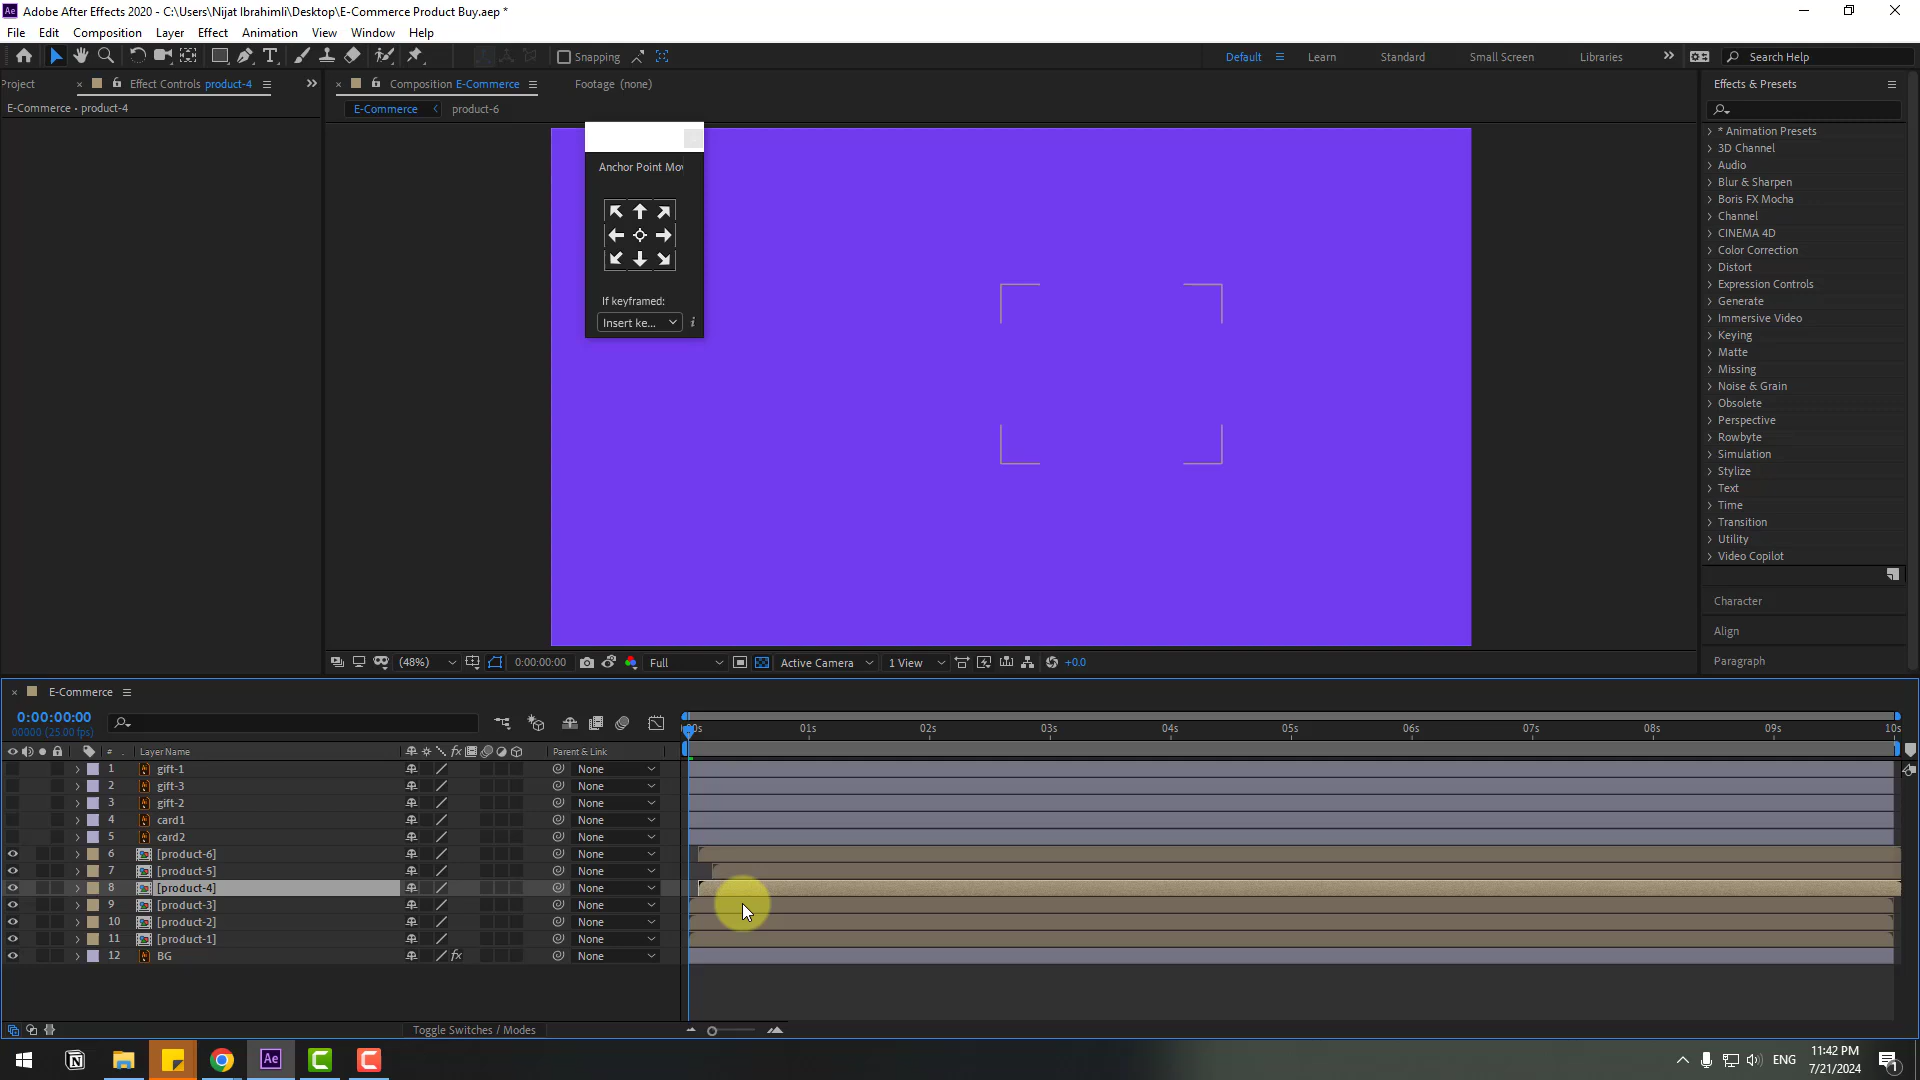 Adobe After Effects 2020 - C:\Users\Nijat Ibrahimli\Desktop\E-Commerce Product Buy.aep *
File Edit Composition Layer Effect Animation View Window Help
Snapping
Default Learn Standard Small Screen Libraries Search Help
Project Effect Controls product-4 Composition E-Commerce Footage (none) Effects & Presets
E-Commerce • product-4
E-Commerce product-6
Anchor Point Mov
If keyframed:
Insert ke...
* Animation Presets
3D Channel
Audio
Blur & Sharpen
Boris FX Mocha
Channel
CINEMA 4D
Color Correction
Distort
Expression Controls
Generate
Immersive Video
Keying
Matte
Missing
Noise & Grain
Obsolete
Perspective
Rowbyte
Simulation
Stylize
Text
Time
Transition
Utility
Video Copilot
Character
Align
Paragraph
(48%) 0:00:00:00 Full Active Camera 1 View +0.0
E-Commerce
0:00:00:00
00000 (25.00 fps)
:00s 01s 02s 03s 04s 05s 06s 07s 08s 09s 10s
# Layer Name Parent & Link
1 gift-1 None
2 gift-3 None
3 gift-2 None
4 card1 None
5 card2 None
6 [product-6] None
7 [product-5] None
8 [product-4] None
9 [product-3] None
10 [product-2] None
11 [product-1] None
12 BG fx None
Toggle Switches / Modes
ENG 11:42 PM
7/21/2024